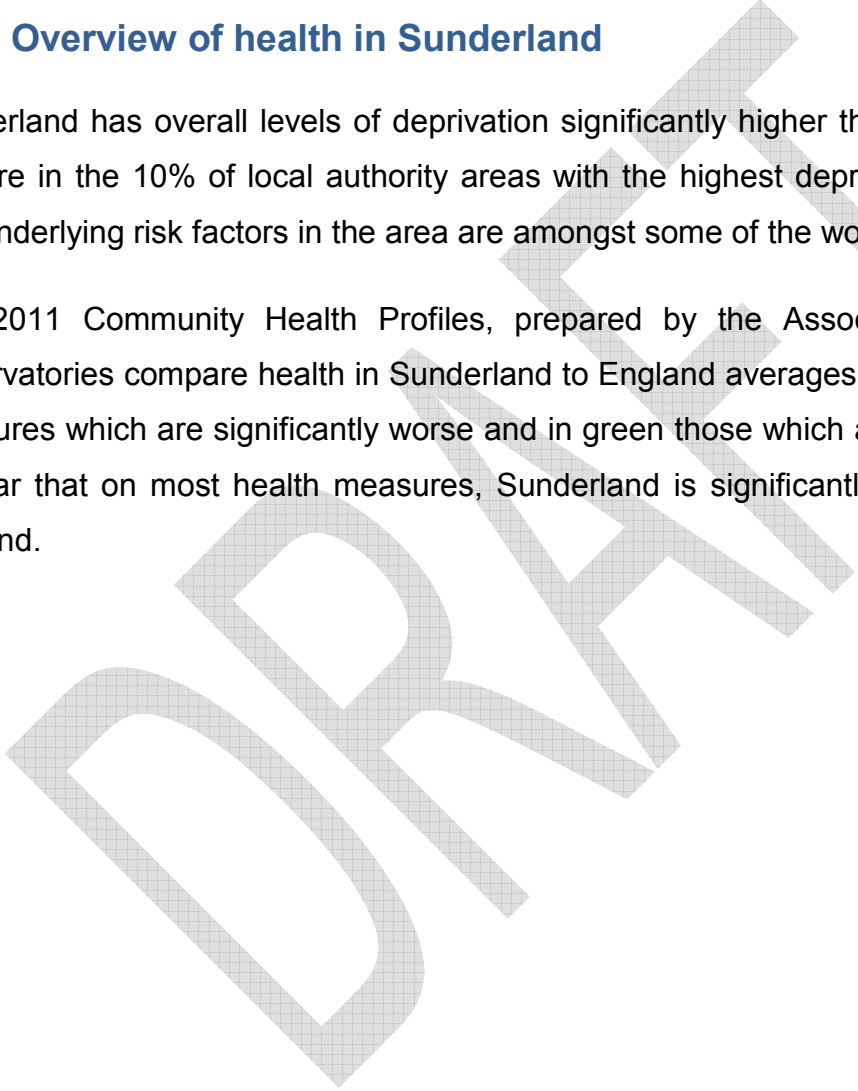 Overview of health in Sunderland
erland has overall levels of deprivation significantly higher th
re in the 10% of local authority areas with the highest depr
nderlying risk factors in the area are amongst some of the wo
2011 Community Health Profiles, prepared by the Assoc
rvatories compare health in Sunderland to England averages
ures which are significantly worse and in green those which a
ar that on most health measures, Sunderland is significantl
nd.
DRAFT